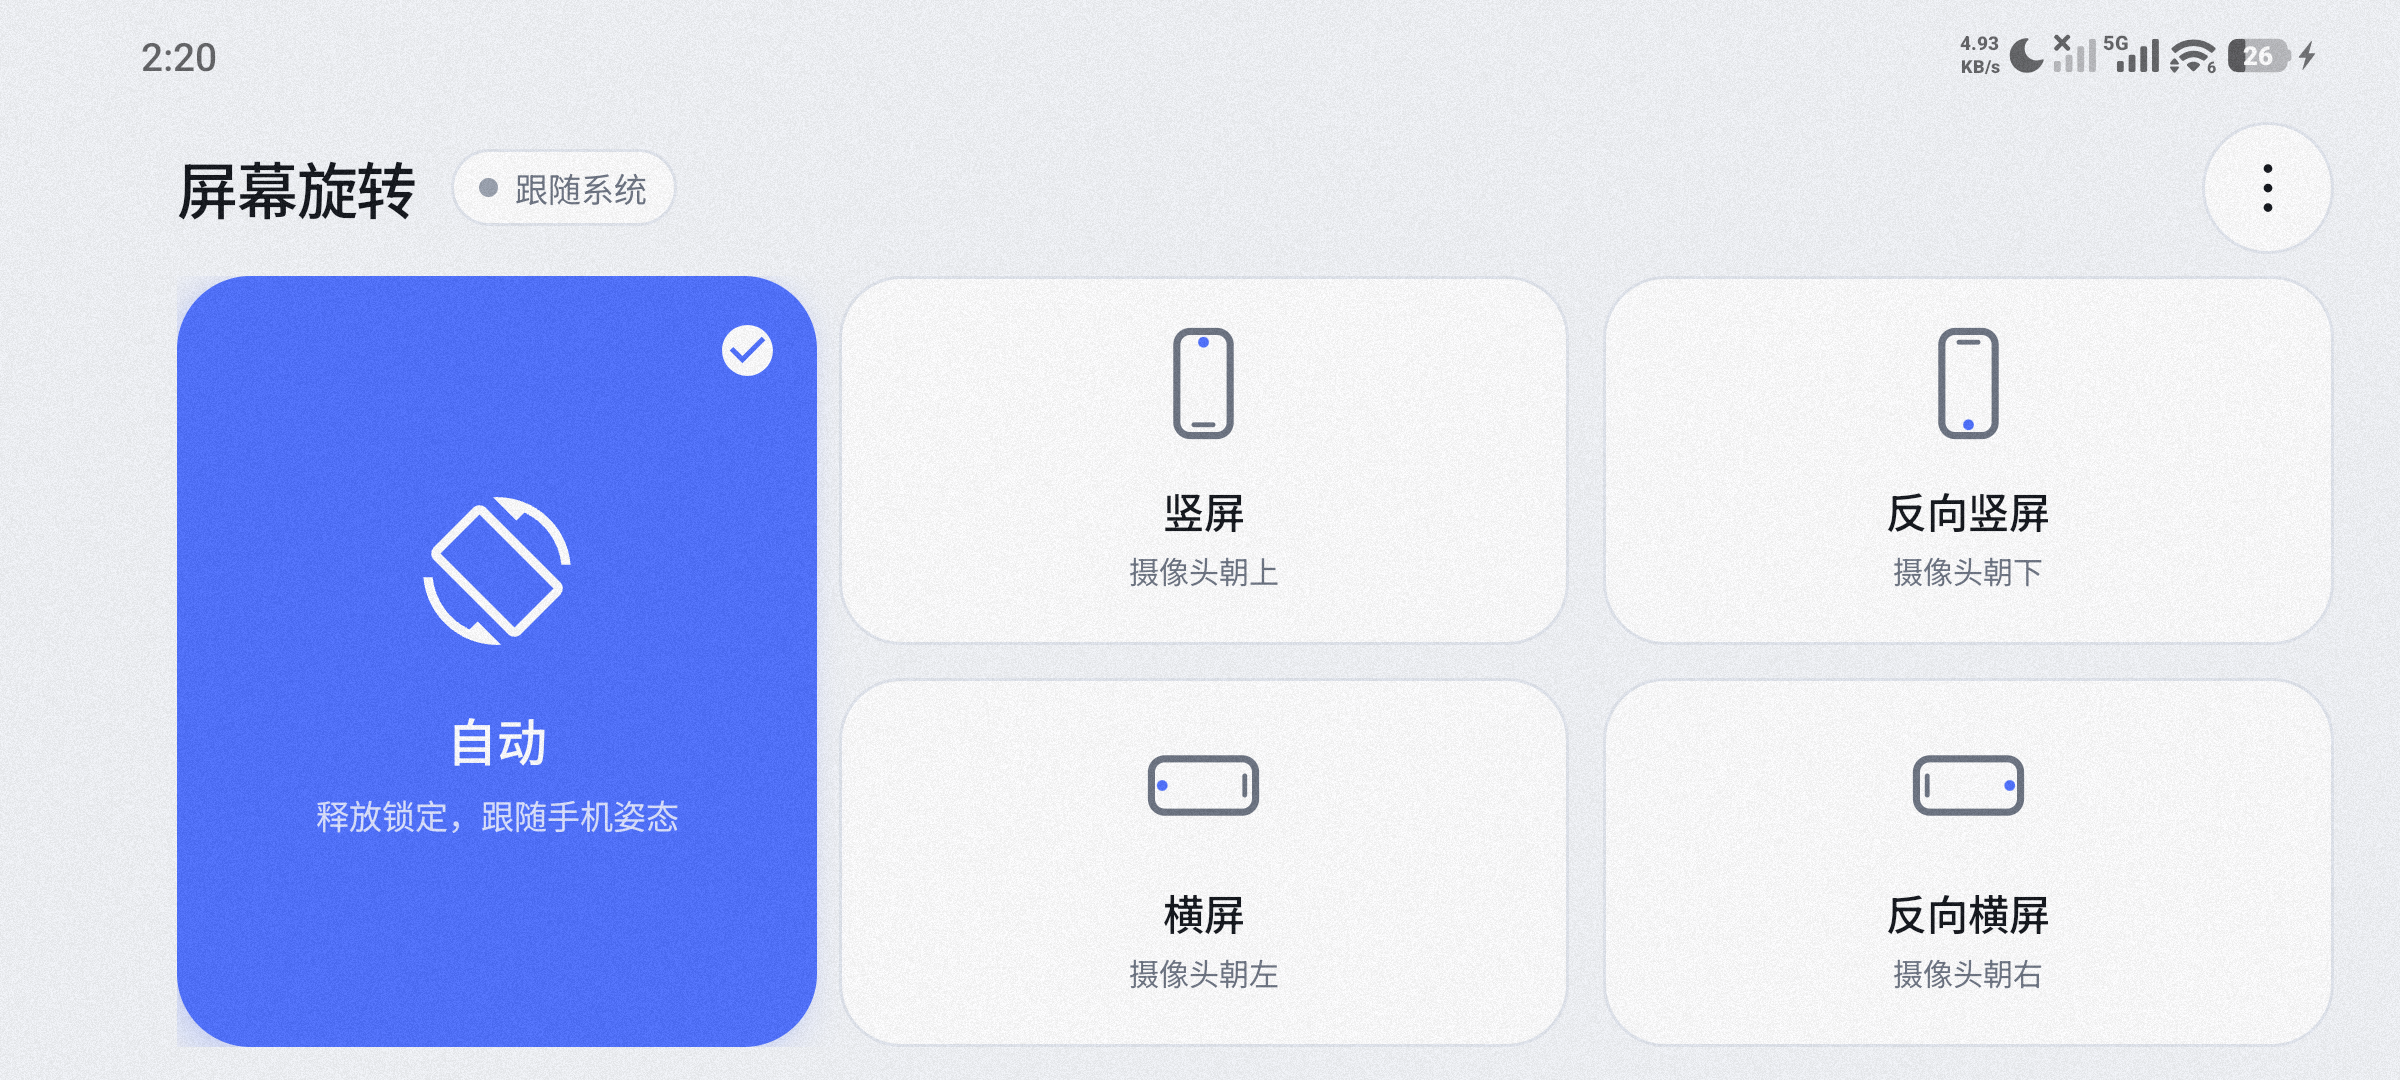 2:20
4.93
KB/s
5G
6
26
屏幕旋转
跟随系统
自动
释放锁定，跟随手机姿态
竖屏
摄像头朝上
反向竖屏
摄像头朝下
横屏
摄像头朝左
反向横屏
摄像头朝右